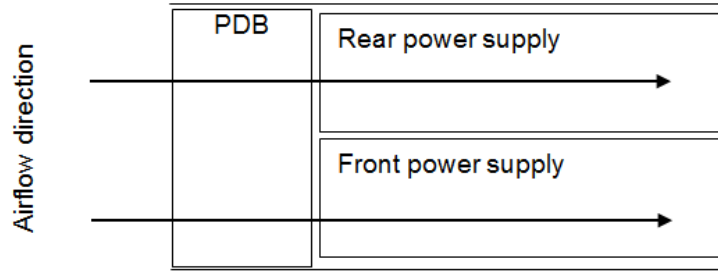 PDB
Rear power supply
Front power supply
Airflow direction